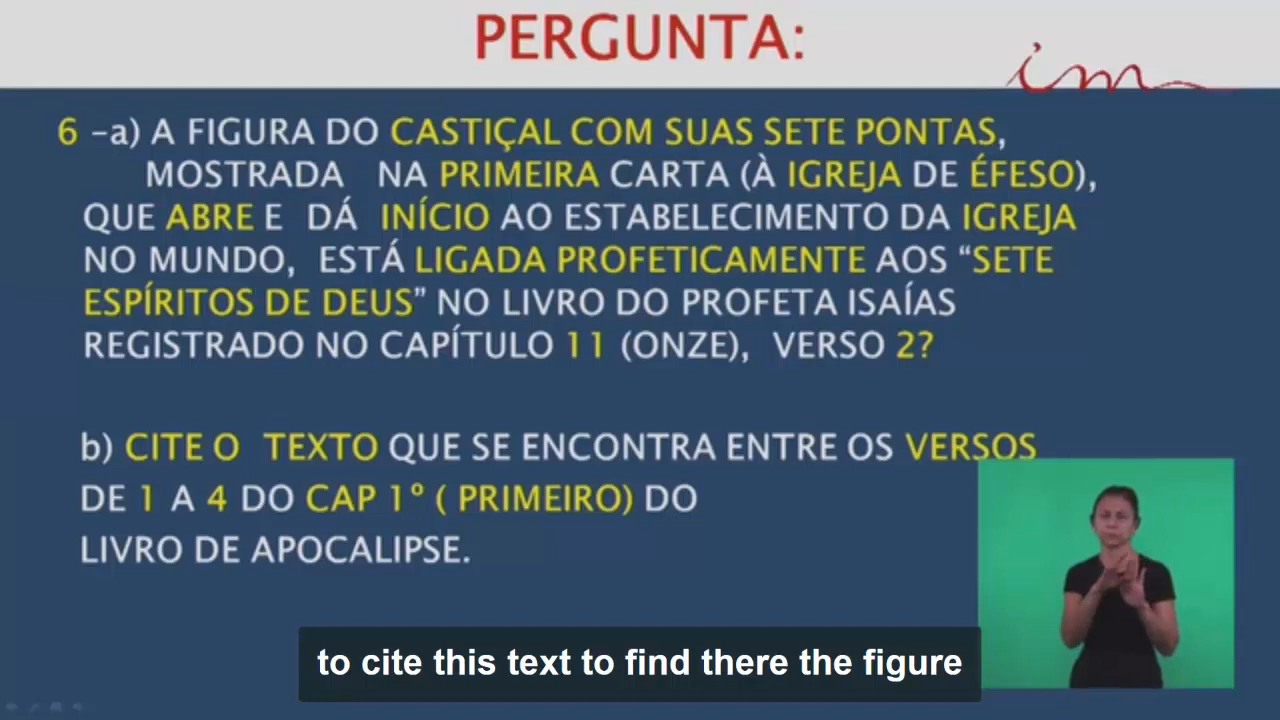 PERGUNTA:
im
6 –a) A FIGURA DO CASTIÇAL COM SUAS SETE PONTAS,
MOSTRADA NA PRIMEIRA CARTA (À IGREJA DE ÉFESO),
QUE ABRE E DÁ INÍCIO AO ESTABELECIMENTO DA IGREJA
NO MUNDO, ESTÁ LIGADA PROFETICAMENTE AOS “SETE
ESPÍRITOS DE DEUS” NO LIVRO DO PROFETA ISAÍAS
REGISTRADO NO CAPÍTULO 11 (ONZE), VERSO 2?
b) CITE O TEXTO QUE SE ENCONTRA ENTRE OS VERSOS
DE 1 A 4 DO CAP 1º ( PRIMEIRO) DO
LIVRO DE APOCALIPSE.
to cite this text to find there the figure